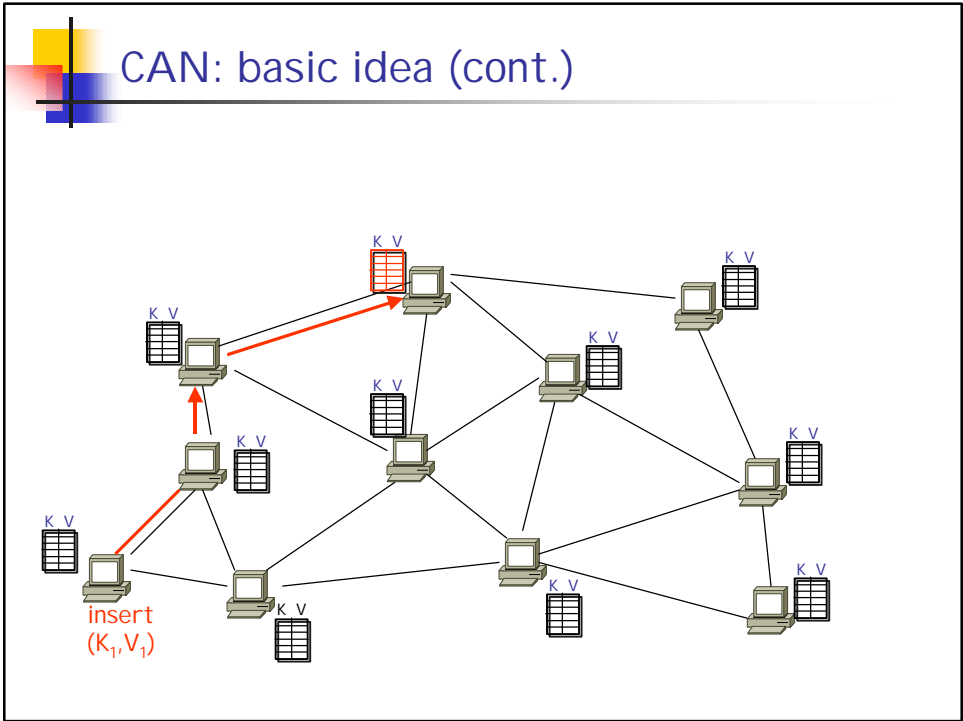 CAN: basic idea (cont.)
K V
K V
K V
K V
K V
K V
K V
K V
K V
K V
K V
insert
(K₁,V₁)